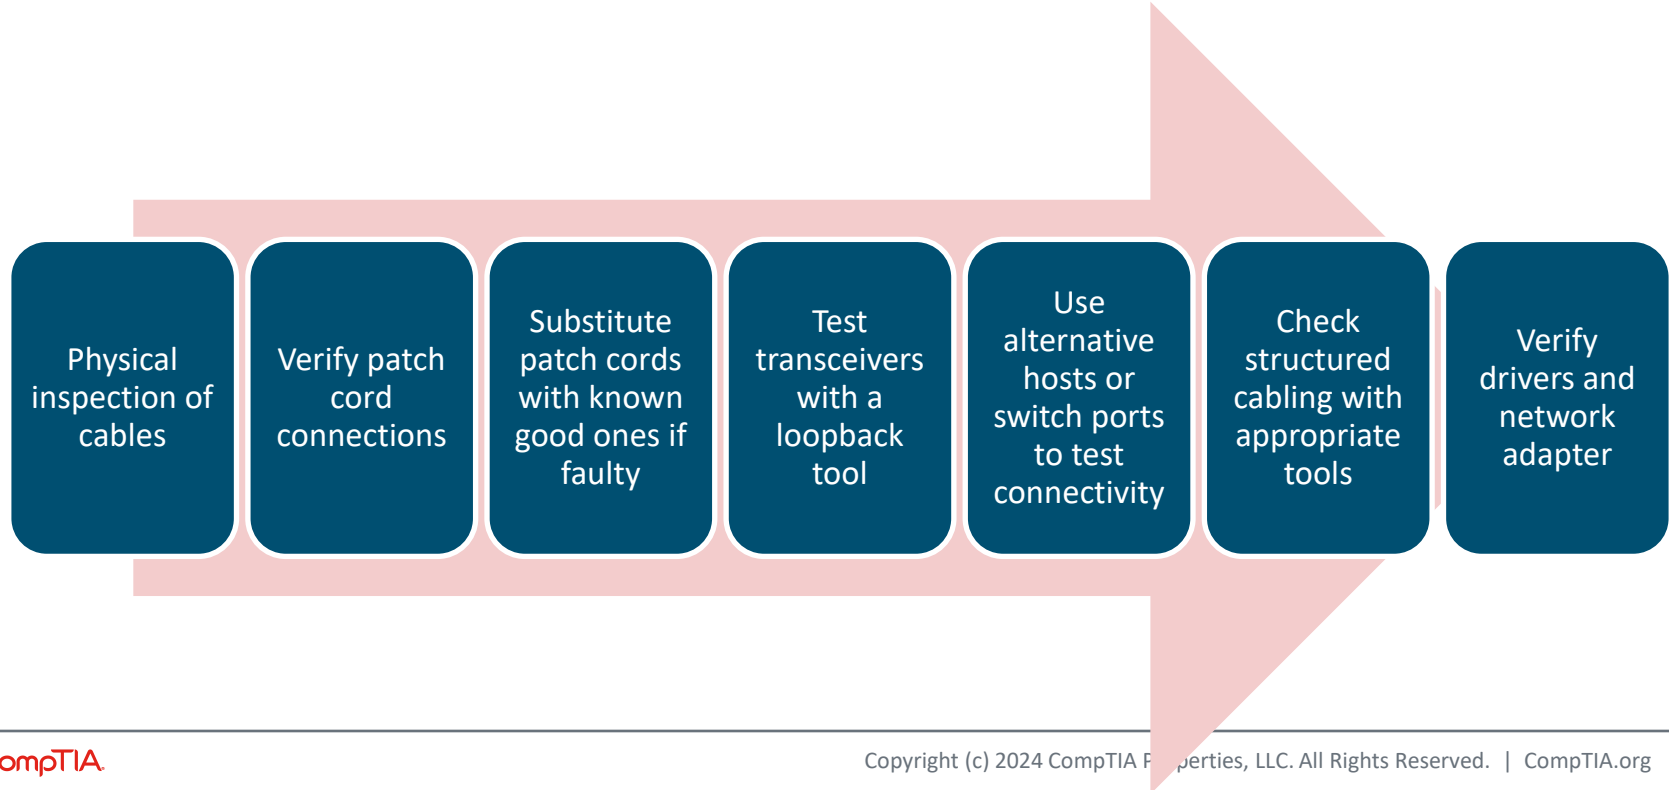 Physical
inspection of
cables
Verify patch
cord
connections
Substitute
patch cords
with known
good ones if
faulty
Test
transceivers
with a
loopback
tool
Use
alternative
hosts or
switch ports
to test
connectivity
Check
structured
cabling with
appropriate
tools
Verify
drivers and
network
adapter
ompTIA.
Copyright (c) 2024 CompTIA P perties, LLC. All Rights Reserved. | CompTIA.org